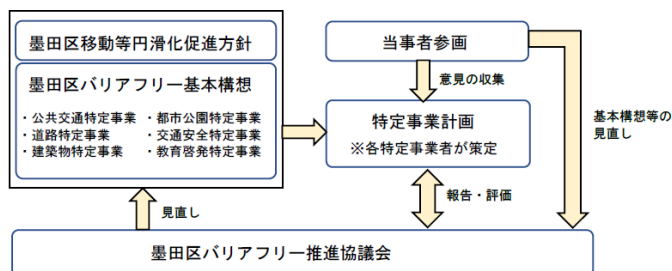 墨田区移動等円滑化促進方針
墨田区バリアフリー基本構想
・公共交通特定事業 ・都市公園特定事業
・道路特定事業 ・交通安全特定事業
・建築物特定事業 ・教育啓発特定事業
当事者参画
意見の収集
特定事業計画
※各特定事業者が策定
基本構想等の
見直し
見直し
報告・評価
墨田区バリアフリー推進協議会